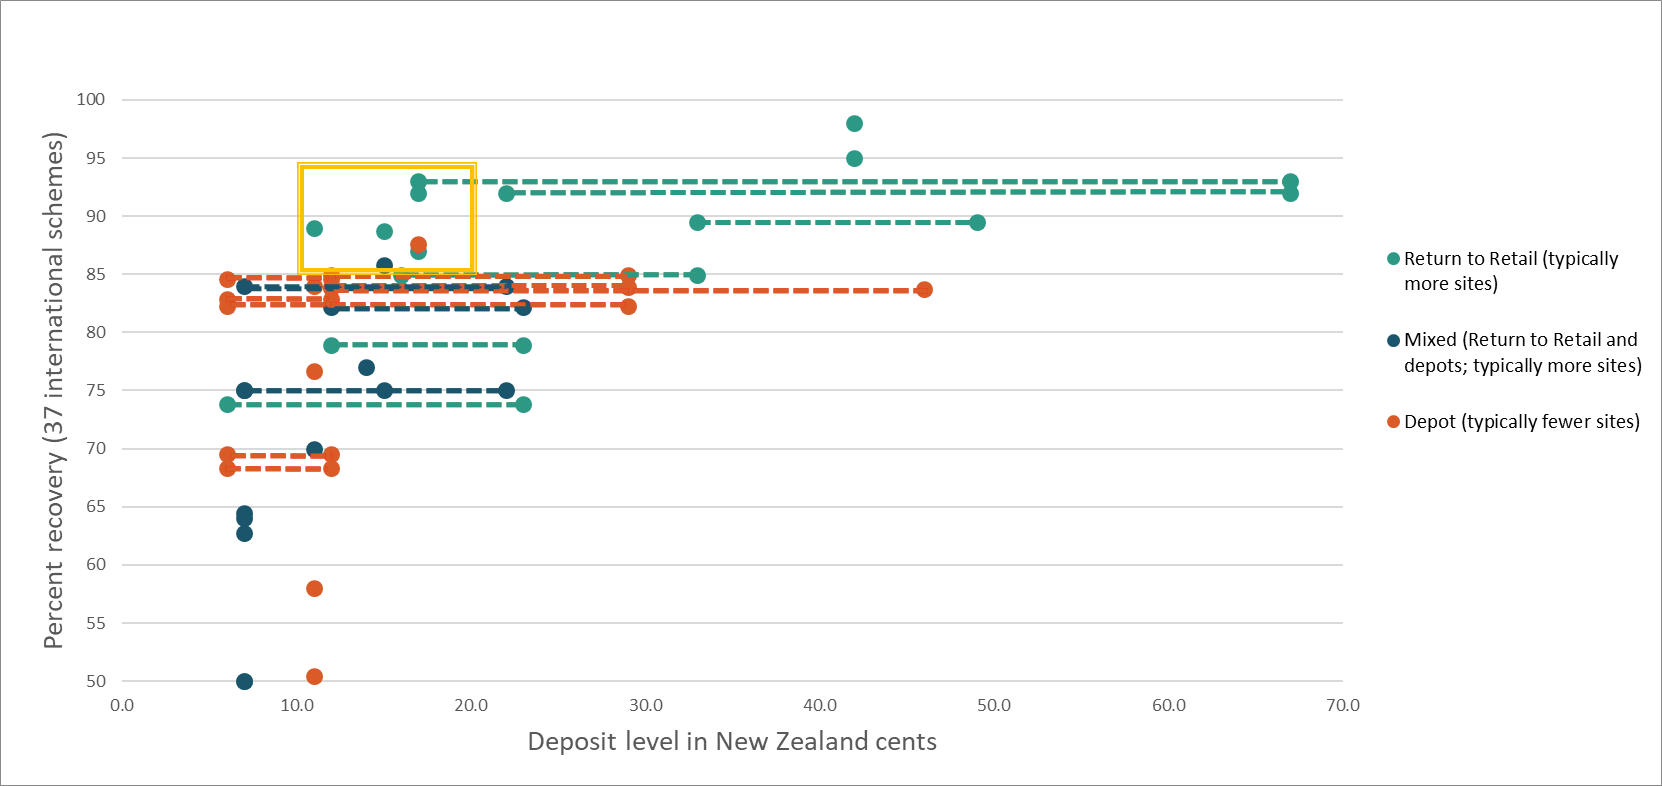 100
95
90
85
80
75
70
65
60
55
50
Percent recovery (37 international schemes)
0.0 10.0 20.0 30.0 40.0 50.0 60.0 70.0
Deposit level in New Zealand cents
Return to Retail (typically
more sites)
Mixed (Return to Retail and
depots; typically more sites)
Depot (typically fewer sites)